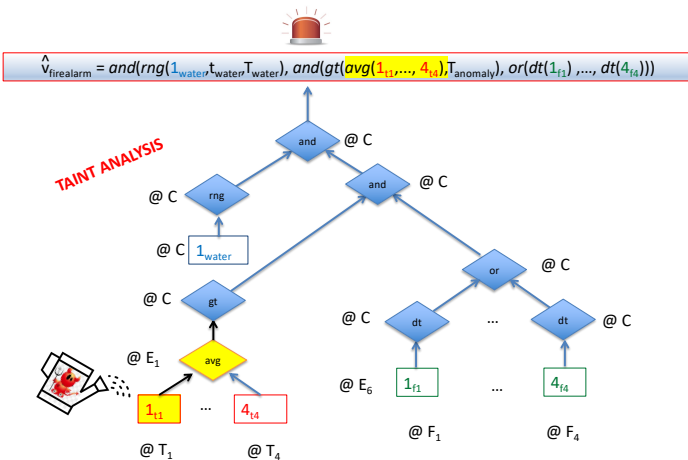 v̂firealarm = and(rng(1water,twater,Twater), and(gt(avg(1t1,..., 4t4),Tanomaly), or(dt(1f1) ,..., dt(4f4)))
TAINT ANALYSIS
and @ C
@ C rng and @ C
@ C 1water
or @ C
@ C gt
@ C dt ... dt @ C
@ E1 avg
@ E6 1f1 ... 4f4
1t1 ... 4t4
@ F1 @ F4
@ T1 @ T4